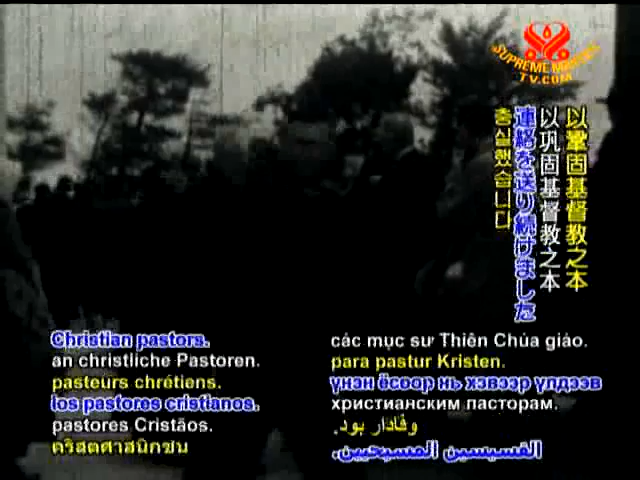 SUPREME MASTER
TV.COM
以鞏固基督教之本
以巩固基督教之本
連絡を送り続けました
충실했습니다
Christian pastors.
an christliche Pastoren.
pasteurs chrétiens.
los pastores cristianos.
pastores Cristãos.
คริสตศาสนิกชน
các mục sư Thiên Chúa giáo.
para pastur Kristen.
үнэн ёсоор нь хэвээр үлдээв
христианским пасторам.
وفادار بود.
القسيسين المسيحيين.